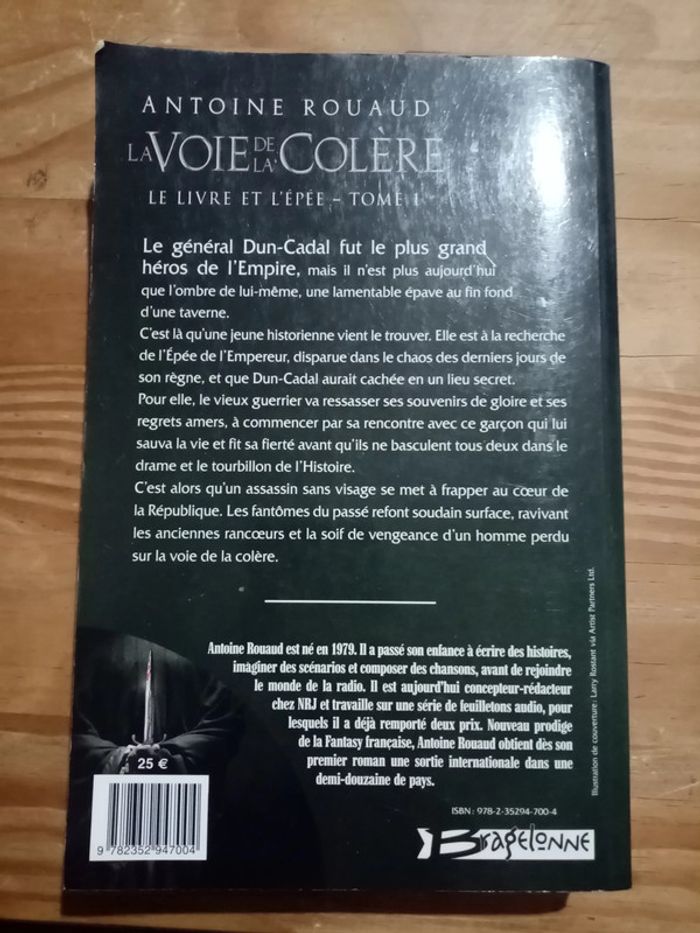 ANTOINE ROUAUD
LA VOIE DE LA COLÈRE
LE LIVRE ET L'ÉPÉE – TOME 1
Le général Dun-Cadal fut le plus grand
héros de l'Empire, mais il n'est plus aujourd'hui
que l'ombre de lui-même, une lamentable épave au fin fond
d'une taverne.
C'est là qu'une jeune historienne vient le trouver. Elle est à la recherche
de l'Épée de l'Empereur, disparue dans le chaos des derniers jours de
son règne, et que Dun-Cadal aurait cachée en un lieu secret.
Pour elle, le vieux guerrier va ressasser ses souvenirs de gloire et ses
regrets amers, à commencer par sa rencontre avec ce garçon qui lui
sauva la vie et fit sa fierté avant qu'ils ne basculent tous deux dans le
drame et le tourbillon de l'Histoire.
C'est alors qu'un assassin sans visage se met à frapper au cœur de
la République. Les fantômes du passé refont soudain surface, ravivant
les anciennes rancœurs et la soif de vengeance d'un homme perdu
sur la voie de la colère.
Antoine Rouaud est né en 1979. Il a passé son enfance à écrire des histoires,
imaginer des scénarios et composer des chansons, avant de rejoindre
le monde de la radio. Il est aujourd'hui concepteur-rédacteur
chez NRJ et travaille sur une série de feuilletons audio, pour
lesquels il a déjà remporté deux prix. Nouveau prodige
de la Fantasy française, Antoine Rouaud obtient dès son
premier roman une sortie internationale dans une
demi-douzaine de pays.
Illustration de couverture : Larry Rostant via Artist Partners Ltd.
25 €
9 782352 947004
ISBN : 978-2-35294-700-4
BRAGELONNE